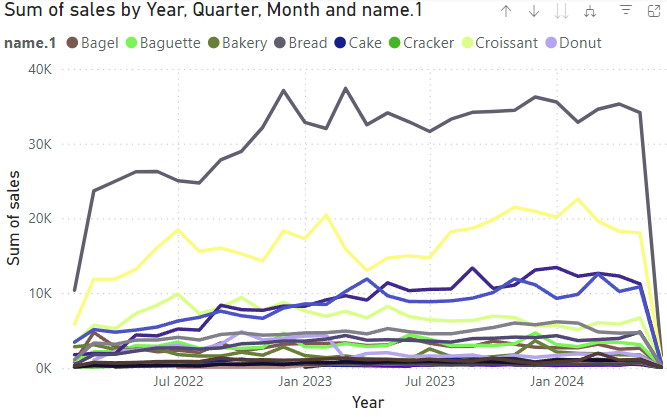 Sum of sales by Year, Quarter, Month and name.1
name.1 Bagel Baguette Bakery Bread Cake Cracker Croissant Donut
40K
30K
20K
10K
0K
Sum of sales
Jul 2022 Jan 2023 Jul 2023 Jan 2024
Year